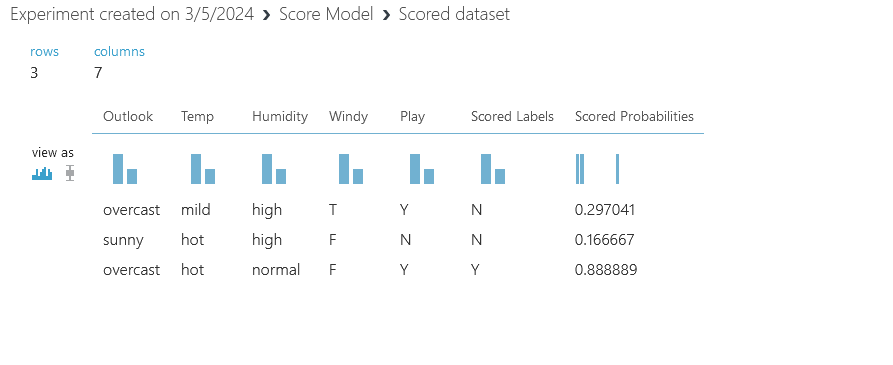 Experiment created on 3/5/2024 ❯ Score Model ❯ Scored dataset
rows columns
3 7
Outlook Temp Humidity Windy Play Scored Labels Scored Probabilities
view as
overcast mild high T Y N 0.297041
sunny hot high F N N 0.166667
overcast hot normal F Y Y 0.888889